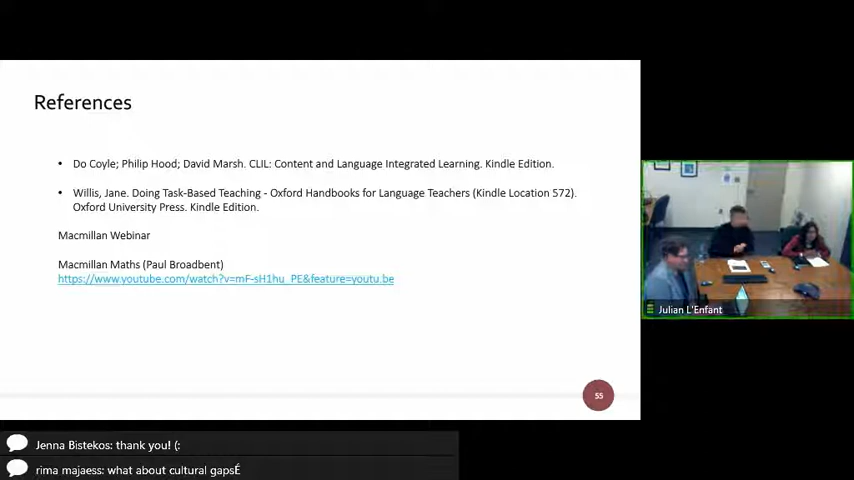 References
• Do Coyle; Philip Hood; David Marsh. CLIL: Content and Language Integrated Learning. Kindle Edition.
• Willis, Jane. Doing Task-Based Teaching - Oxford Handbooks for Language Teachers (Kindle Location 572).
Oxford University Press. Kindle Edition.
Macmillan Webinar
Macmillan Maths (Paul Broadbent)
https://www.youtube.com/watch?v=mF-sH1hu_PE&feature=youtu.be
55
Julian L'Enfant
Jenna Bistekos: thank you! (:
rima majaess: what about cultural gapsÉ